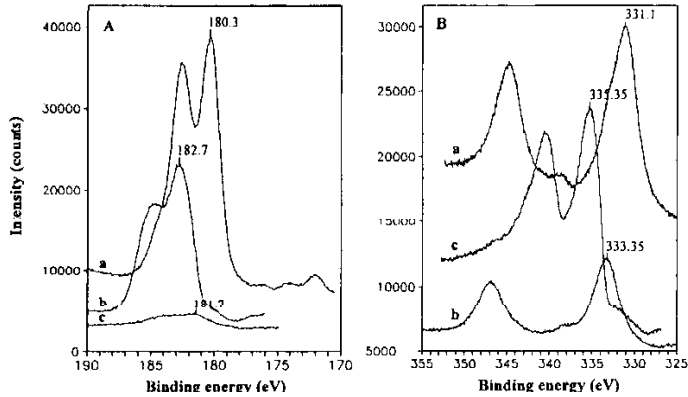 A
180.3
182.7
181.7
a
b
c
40000
30000
20000
10000
0
190 185 180 175 170
Intensity (counts)
Binding energy (eV)
B
331.1
335.35
333.35
a
c
b
30000
25000
20000
15000
10000
5000
355 350 345 340 335 330 325
Binding energy (eV)